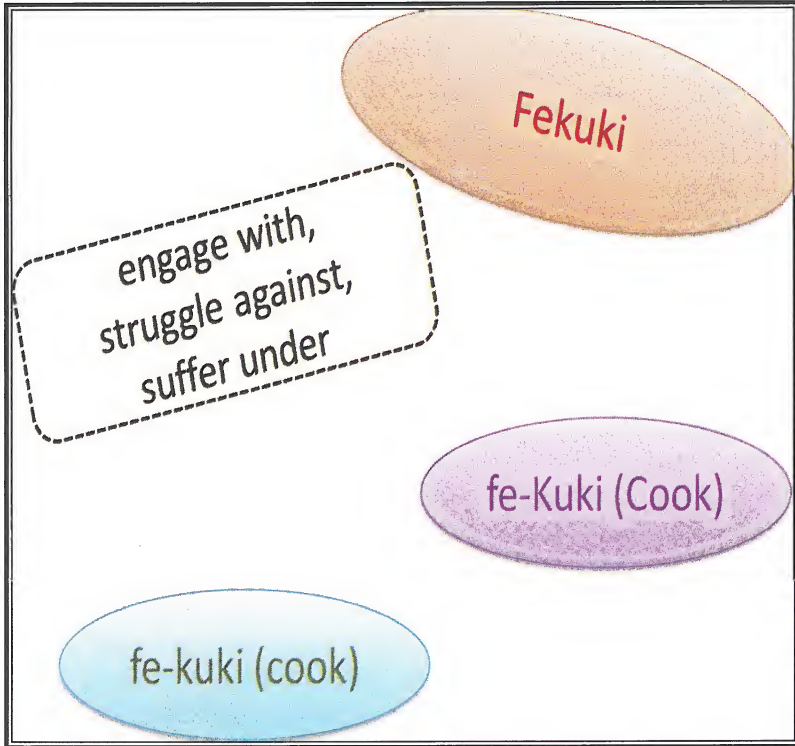 Fekuki
engage with,
struggle against,
suffer under
fe-Kuki (Cook)
fe-kuki (cook)